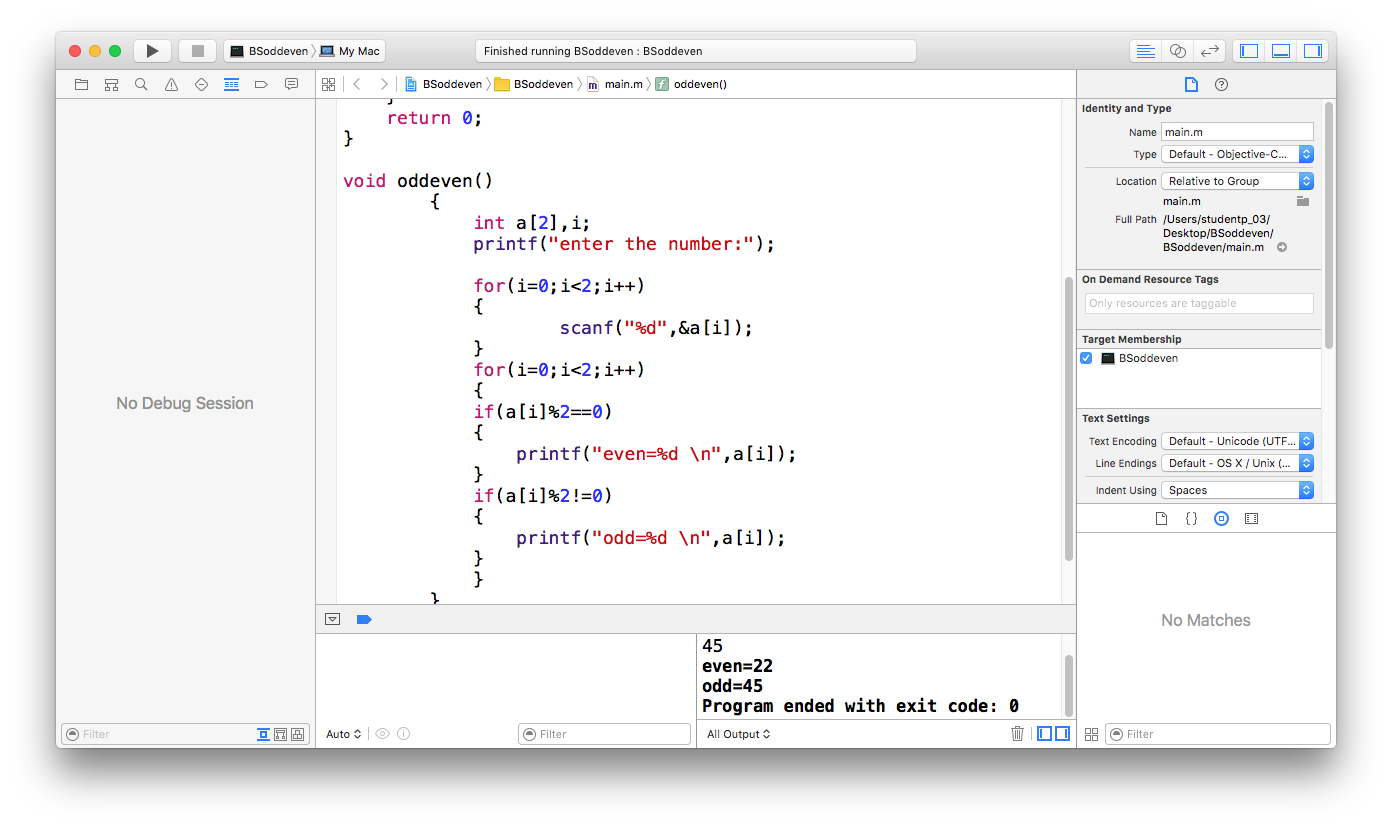 BSoddeven
My Mac
Finished running BSoddeven : BSoddeven
BSoddeven
BSoddeven
m main.m
f oddeven()
}
return 0;
}
void oddeven()
{
int a[2],i;
printf("enter the number:");
for(i=0;i<2;i++)
{
scanf("%d",&a[i]);
}
for(i=0;i<2;i++)
{
if(a[i]%2==0)
{
printf("even=%d \n",a[i]);
}
if(a[i]%2!=0)
{
printf("odd=%d \n",a[i]);
}
}
}
No Debug Session
Filter
Auto
Filter
45
even=22
odd=45
Program ended with exit code: 0
All Output
Identity and Type
Name main.m
Type Default - Objective-C...
Location Relative to Group
main.m
Full Path /Users/studentp_03/
Desktop/BSoddeven/
BSoddeven/main.m
On Demand Resource Tags
Only resources are taggable
Target Membership
BSoddeven
Text Settings
Text Encoding Default - Unicode (UTF...
Line Endings Default - OS X / Unix (...
Indent Using Spaces
{}
No Matches
Filter